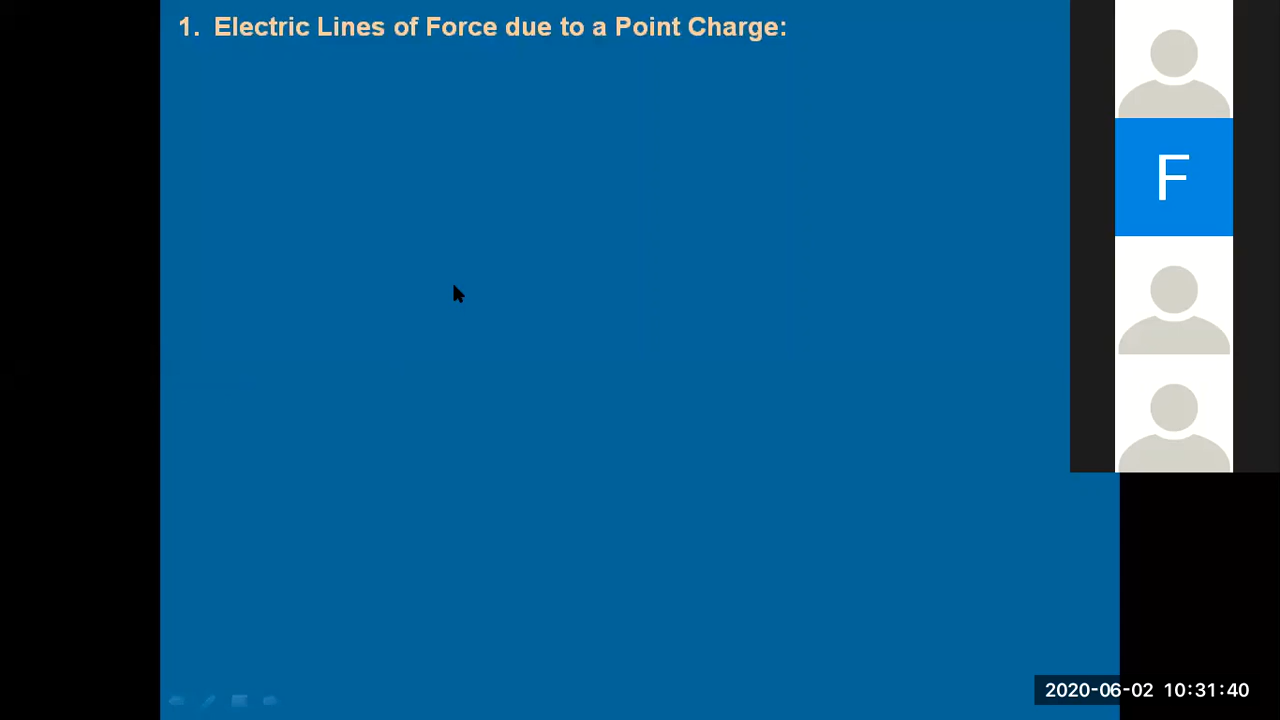 1. Electric Lines of Force due to a Point Charge:
F
2020-06-02 10:31:40